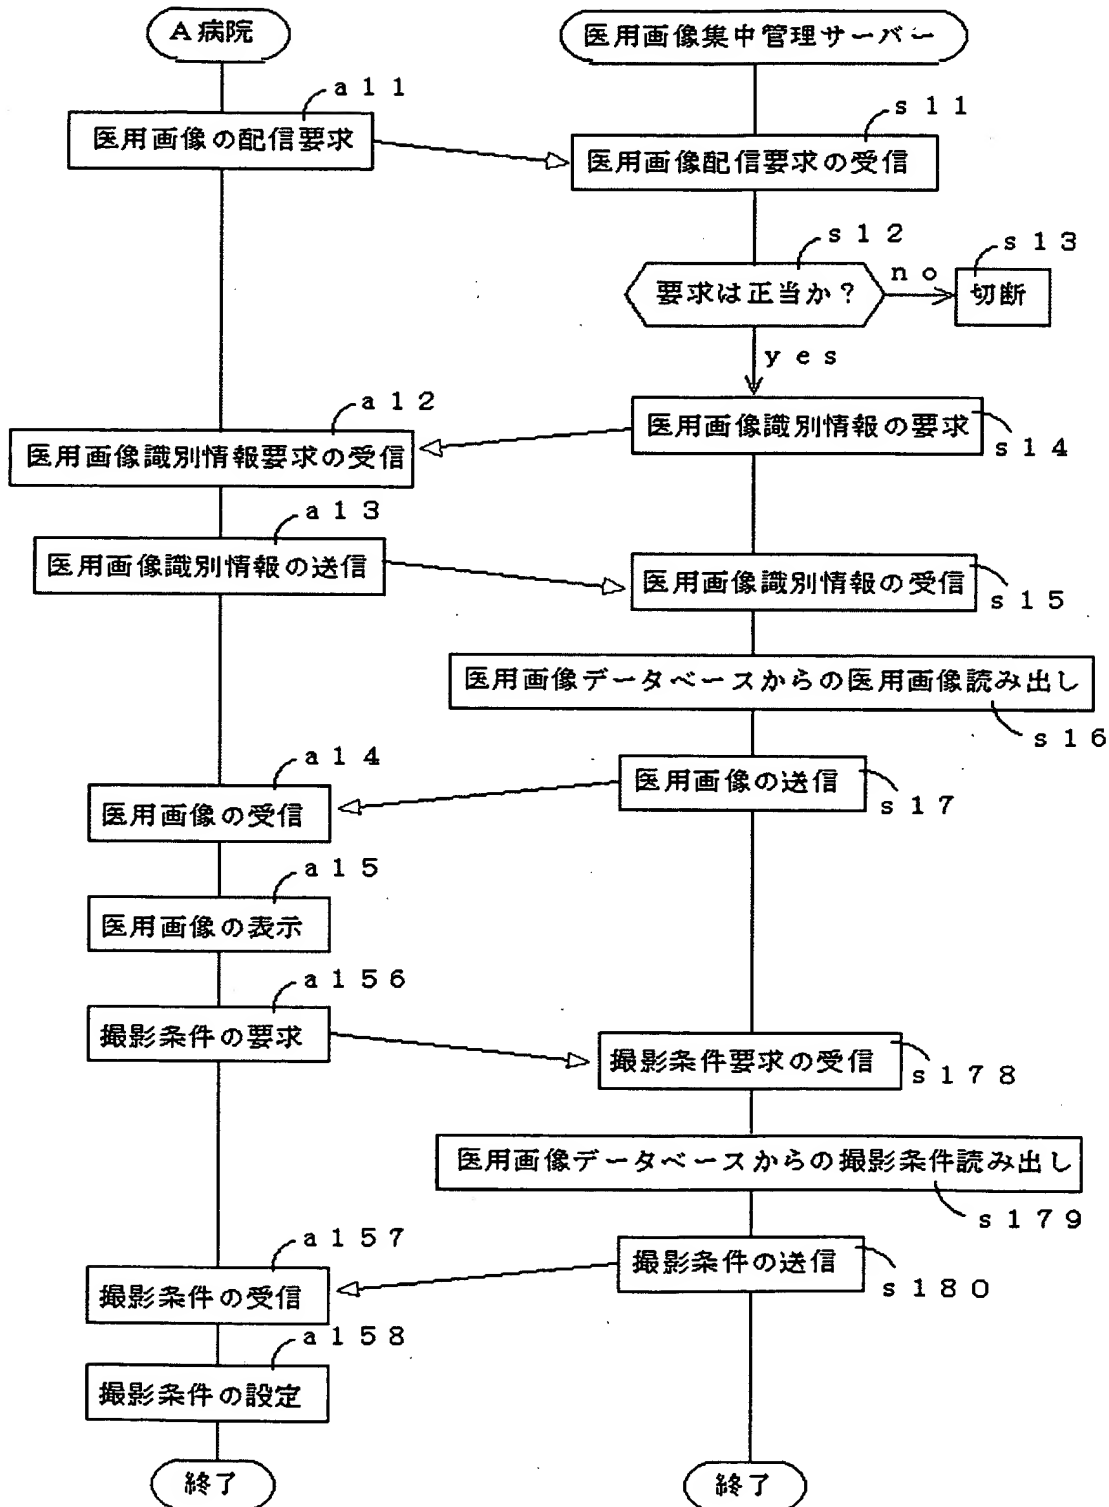 A病院
医用画像集中管理サーバー
a11
医用画像の配信要求
s11
医用画像配信要求の受信
s12
要求は正当か?
no
s13
切断
yes
a12
医用画像識別情報要求の受信
医用画像識別情報の要求
s14
a13
医用画像識別情報の送信
医用画像識別情報の受信
s15
医用画像データベースからの医用画像読み出し
s16
a14
医用画像の受信
医用画像の送信
s17
a15
医用画像の表示
a156
撮影条件の要求
撮影条件要求の受信
s178
医用画像データベースからの撮影条件読み出し
s179
a157
撮影条件の受信
撮影条件の送信
s180
a158
撮影条件の設定
終了
終了